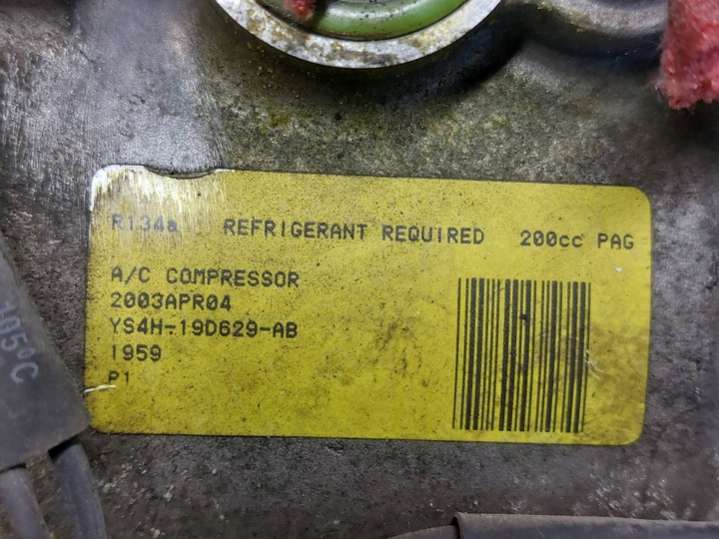 R134a REFRIGERANT REQUIRED 200cc PAG
A/C COMPRESSOR
2003APR04
YS4H-19D629-AB
1959
P1
105°C